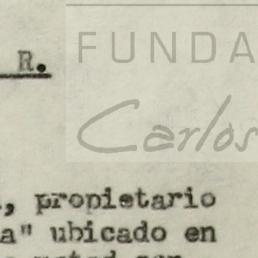 FUNDA
R.
Carlos
, propietario
a" ubicado en